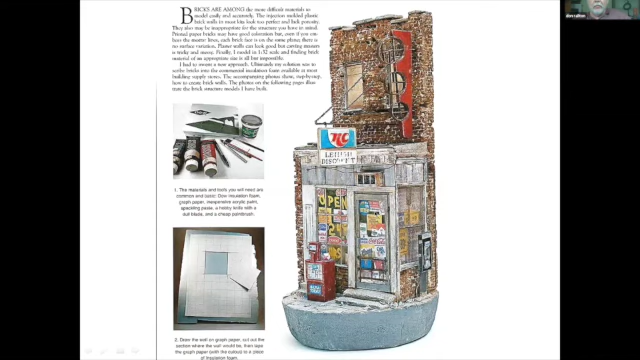 BRICKS ARE AMONG the more difficult materials to
model easily and accurately. The injection molded plastic
brick walls in most kits look too perfect and lack porosity.
They also may be inappropriate for the structure you have in mind.
Printed paper bricks may have good coloration but, even if you
emboss the mortar lines, each brick face is on the same plane; there is
no surface variation. Plaster walls can look good but carving mortars
is tricky and messy. Finally, I model in 1:32 scale and finding brick
material of an appropriate size is all but impossible.
I had to invent a new approach. Ultimately my solution was to
scribe bricks into the commercial insulation foam available at most
building supply stores. The accompanying photos show, step-by-step,
how to create brick walls. The photos on the following pages illus-
trate the brick structure models I have built.
1. The materials and tools you will need are
common and basic: Dow insulation foam,
graph paper, inexpensive acrylic paint,
spackling paste, a hobby knife with a
dull blade, and a cheap paintbrush.
2. Draw the wall on graph paper, cut out the
section where the wall would be, then tape
the graph paper (with the cutout) to a piece
of insulation foam.
RC
DISCOUNT
OPEN
24